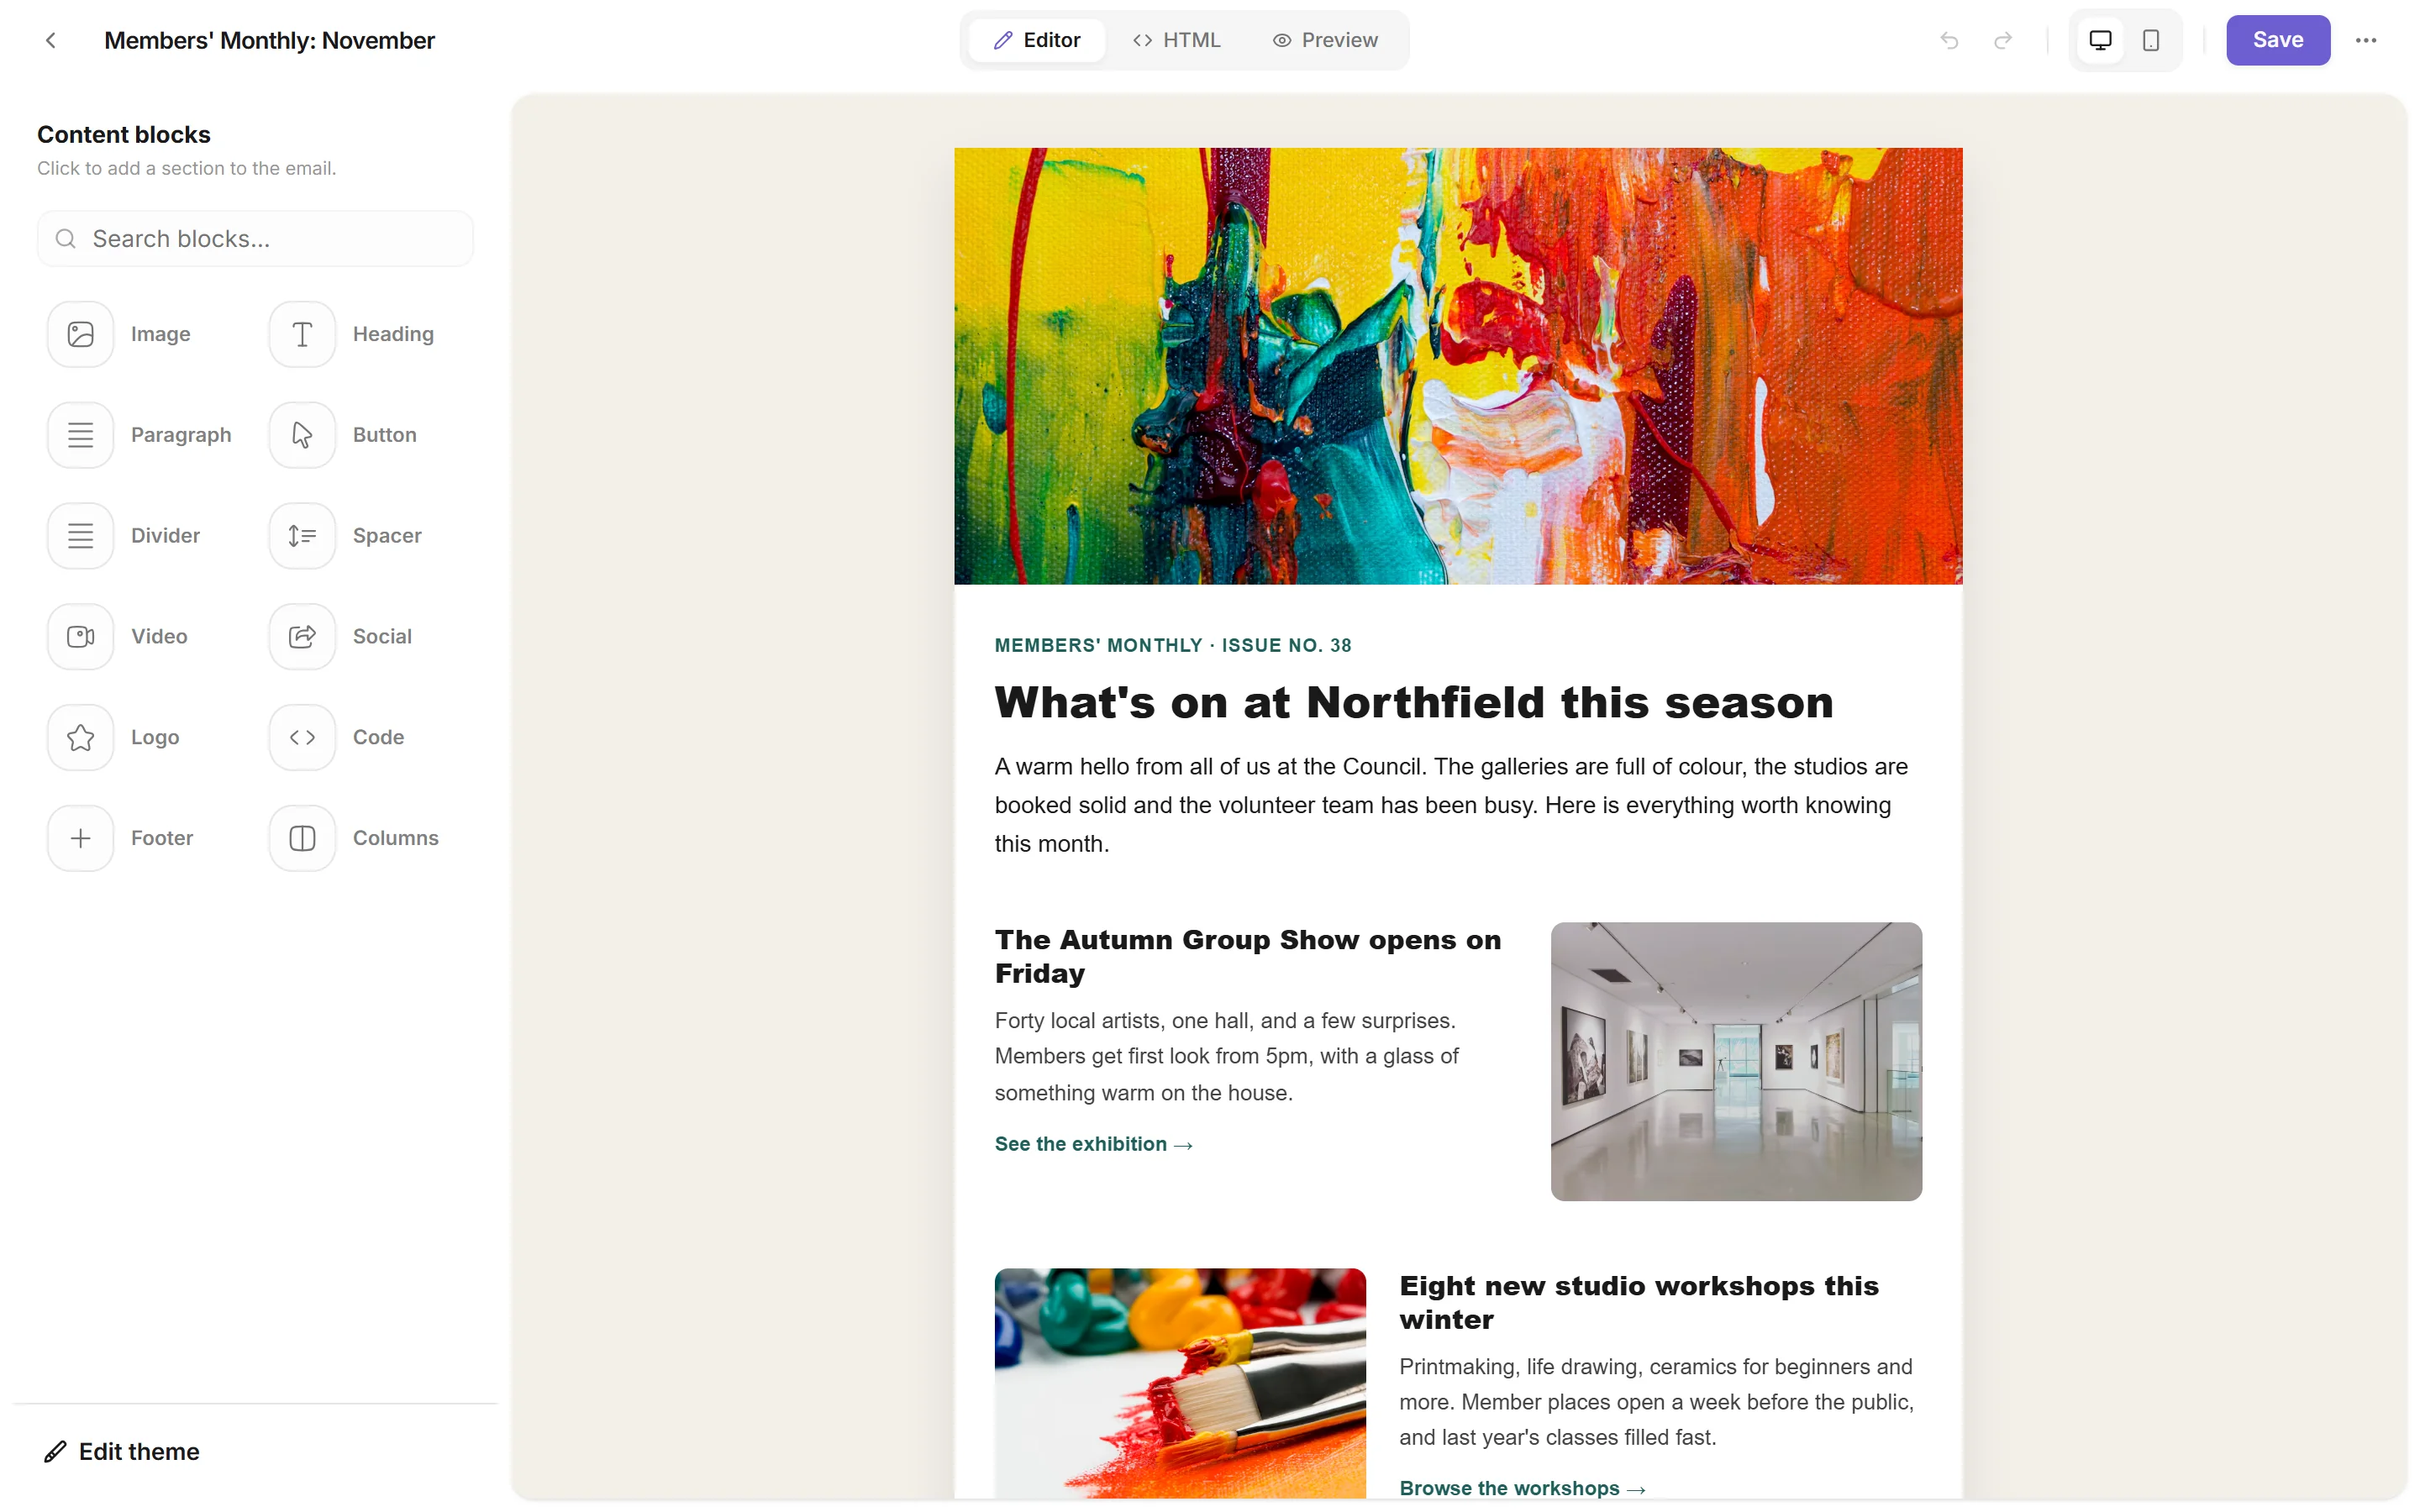 Members' Monthly: November
Editor
HTML
Preview
Save
Content blocks
Click to add a section to the email.
Search blocks...
Image
Heading
Paragraph
Button
Divider
Spacer
Video
Social
Logo
Code
Footer
Columns
Edit theme
MEMBERS' MONTHLY · ISSUE NO. 38
What's on at Northfield this season
A warm hello from all of us at the Council. The galleries are full of colour, the studios are
booked solid and the volunteer team has been busy. Here is everything worth knowing
this month.
The Autumn Group Show opens on
Friday
Forty local artists, one hall, and a few surprises.
Members get first look from 5pm, with a glass of
something warm on the house.
See the exhibition →
Eight new studio workshops this
winter
Printmaking, life drawing, ceramics for beginners and
more. Member places open a week before the public,
and last year's classes filled fast.
Browse the workshops →